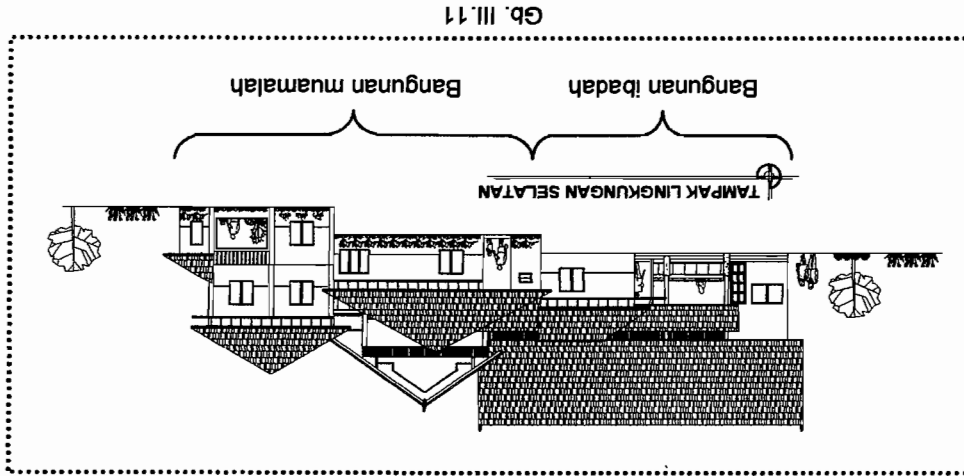 TAMPAK LINGKUNGAN SELATAN
Bangunan ibadah
Bangunan muamalah
Gb. III.11